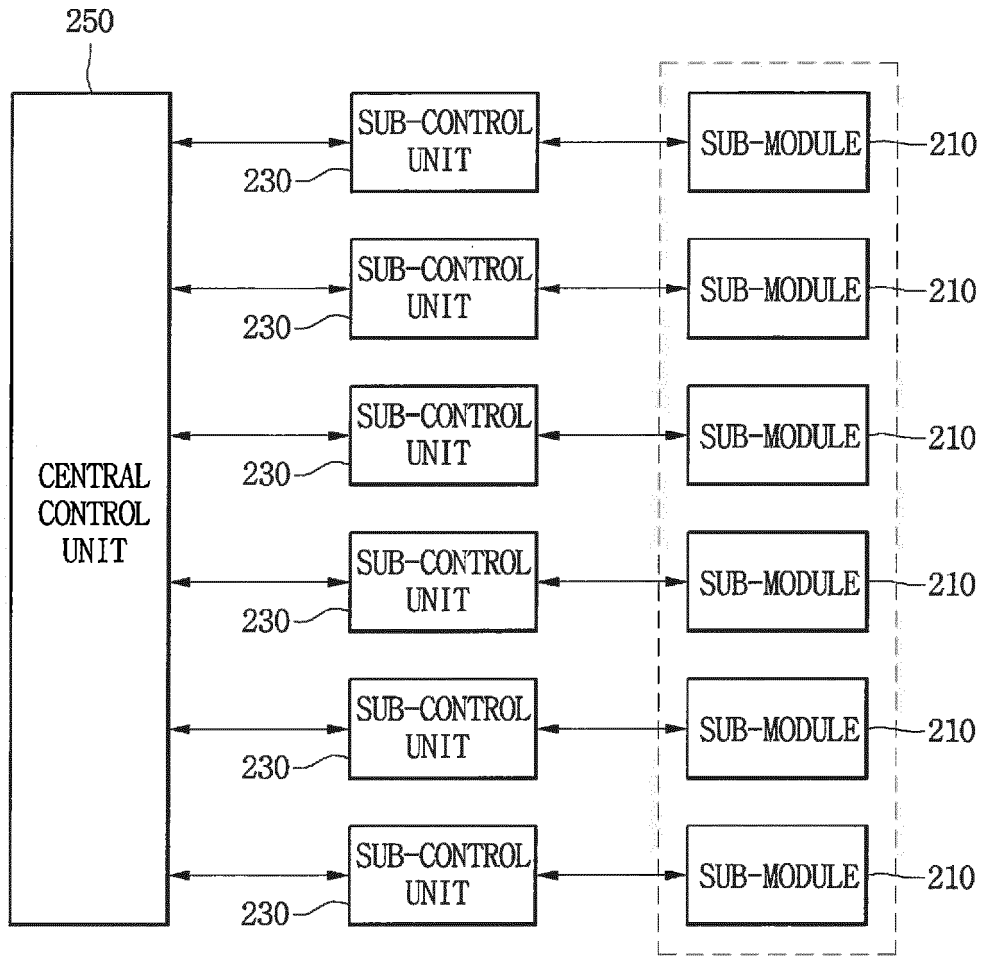 250
SUB-CONTROL
UNIT
230
SUB-MODULE
210
SUB-CONTROL
UNIT
230
SUB-MODULE
210
SUB-CONTROL
UNIT
230
SUB-MODULE
210
CENTRAL
CONTROL
UNIT
SUB-CONTROL
UNIT
230
SUB-MODULE
210
SUB-CONTROL
UNIT
230
SUB-MODULE
210
SUB-CONTROL
UNIT
230
SUB-MODULE
210